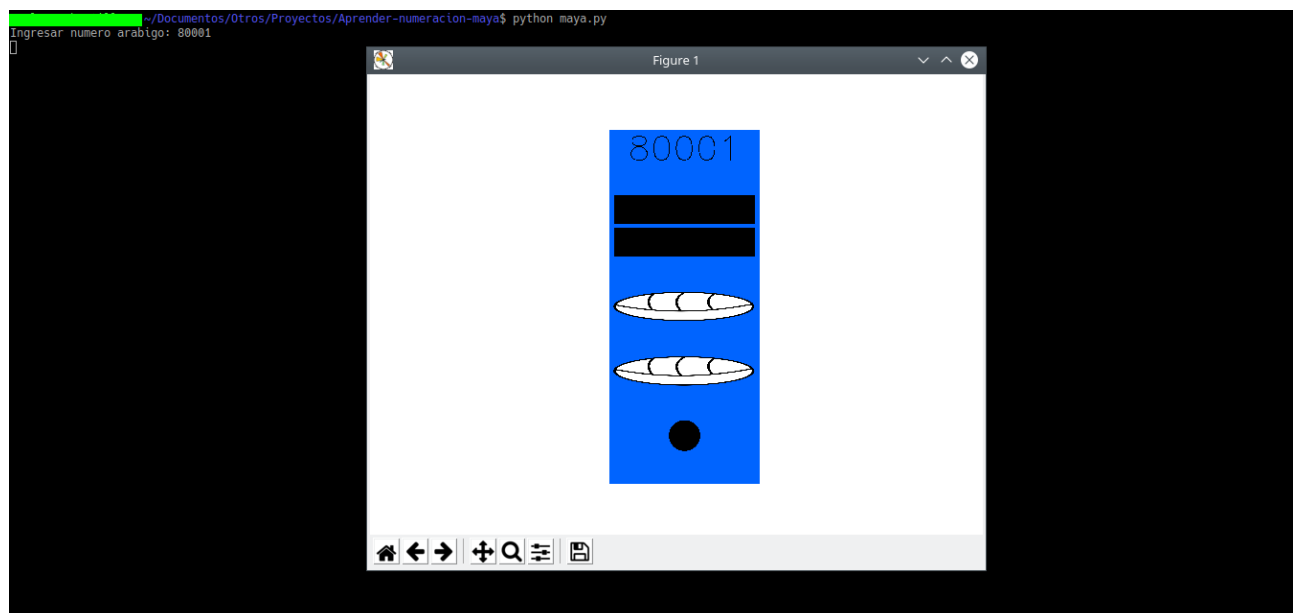 ~/Documentos/Otros/Proyectos/Aprender-numeracion-maya$ python maya.py
Ingresar numero arabigo: 80001
Figure 1
80001